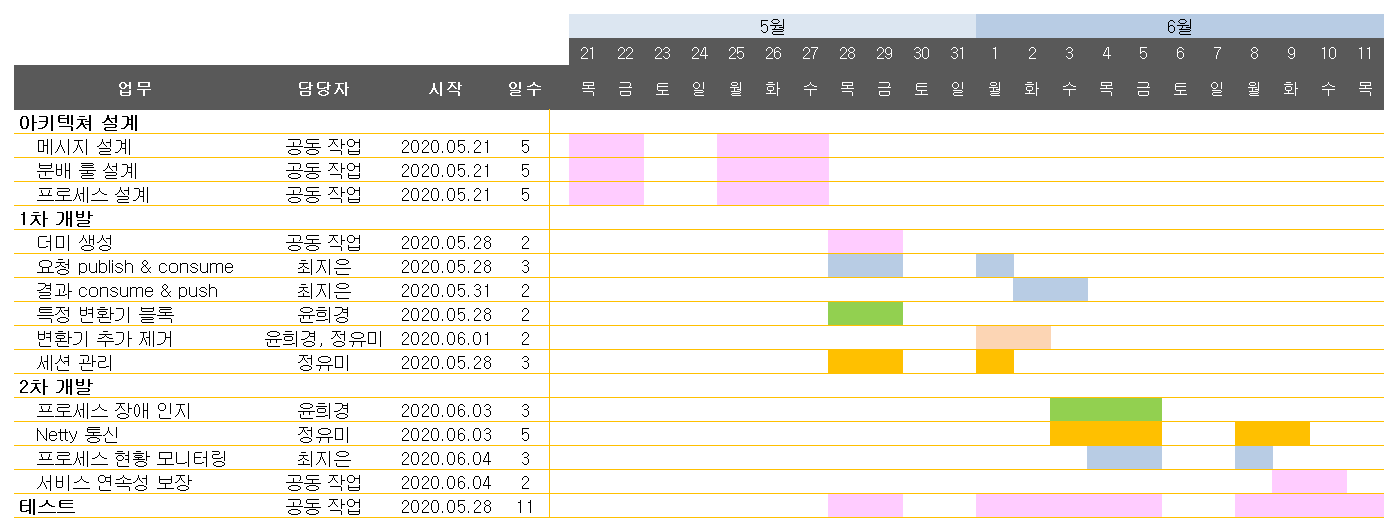 5월 6월
21 22 23 24 25 26 27 28 29 30 31 1 2 3 4 5 6 7 8 9 10 11
업무 담당자 시작 일수 목 금 토 일 월 화 수 목 금 토 일 월 화 수 목 금 토 일 월 화 수 목
아키텍쳐 설계
메시지 설계 공동 작업 2020.05.21 5
분배 룰 설계 공동 작업 2020.05.21 5
프로세스 설계 공동 작업 2020.05.21 5
1차 개발
더미 생성 공동 작업 2020.05.28 2
요청 publish & consume 최지은 2020.05.28 3
결과 consume & push 최지은 2020.05.31 2
특정 변환기 블록 윤희경 2020.05.28 2
변환기 추가 제거 윤희경, 정유미 2020.06.01 2
세션 관리 정유미 2020.05.28 3
2차 개발
프로세스 장애 인지 윤희경 2020.06.03 3
Netty 통신 정유미 2020.06.03 5
프로세스 현황 모니터링 최지은 2020.06.04 3
서비스 연속성 보장 공동 작업 2020.06.04 2
테스트 공동 작업 2020.05.28 11